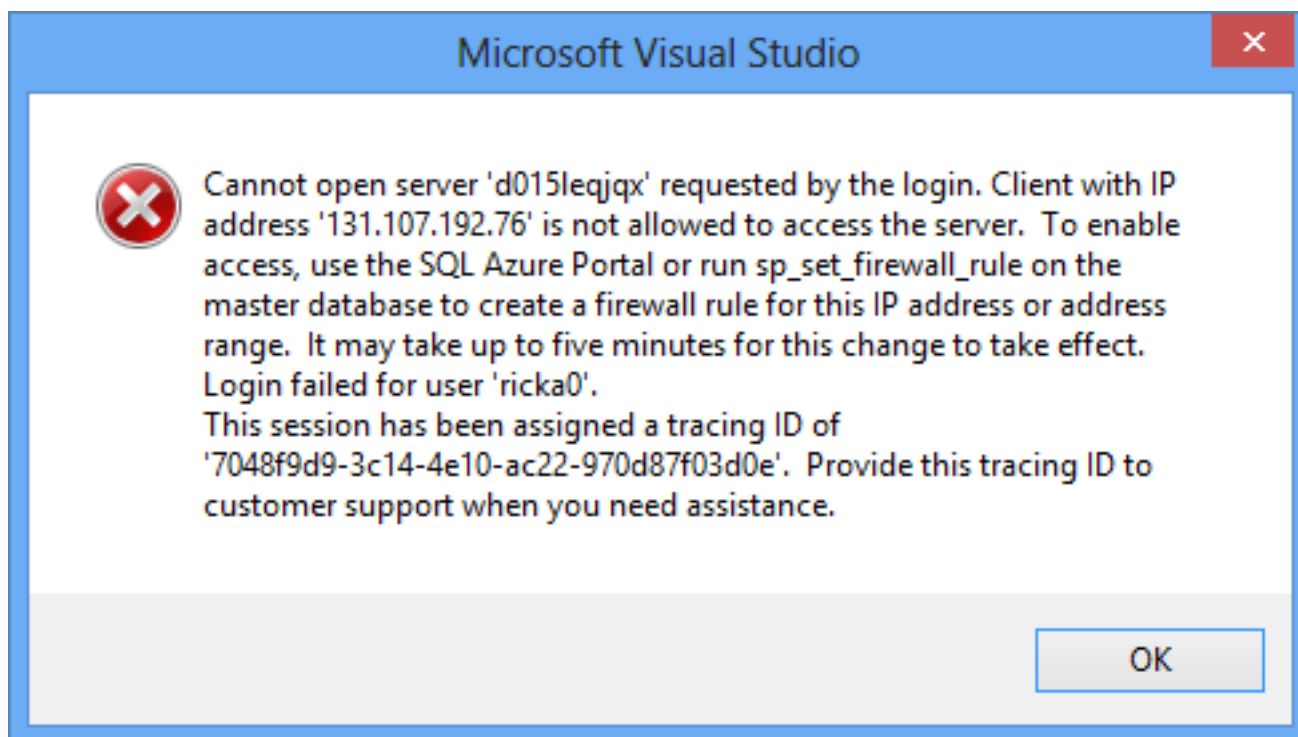 Microsoft Visual Studio
Cannot open server 'd015leqjqx' requested by the login. Client with IP
address '131.107.192.76' is not allowed to access the server.  To enable
access, use the SQL Azure Portal or run sp_set_firewall_rule on the
master database to create a firewall rule for this IP address or address
range.  It may take up to five minutes for this change to take effect.
Login failed for user 'ricka0'.
This session has been assigned a tracing ID of
'7048f9d9-3c14-4e10-ac22-970d87f03d0e'.  Provide this tracing ID to
customer support when you need assistance.
OK